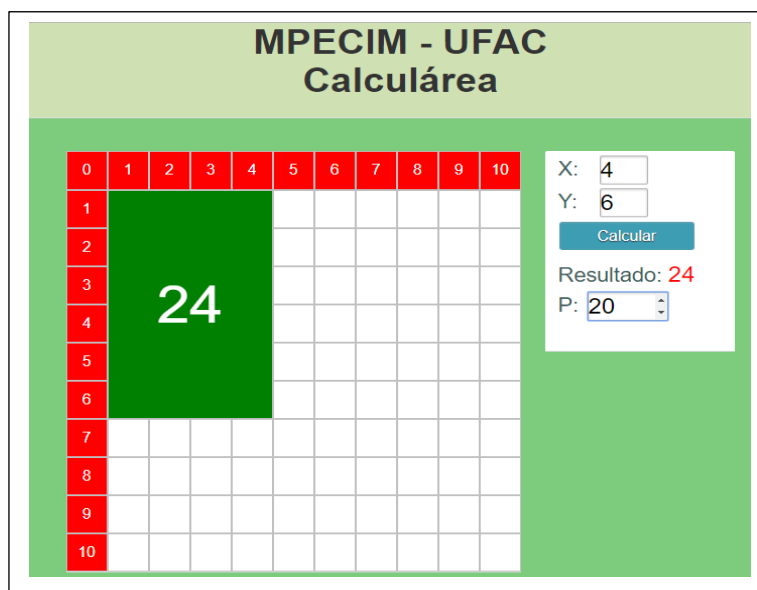 MPECIM - UFAC
Calculárea
0 1 2 3 4 5 6 7 8 9 10
1
2
3
4
5
6
7
8
9
10
24
X: 4
Y: 6
Calcular
Resultado: 24
P: 20